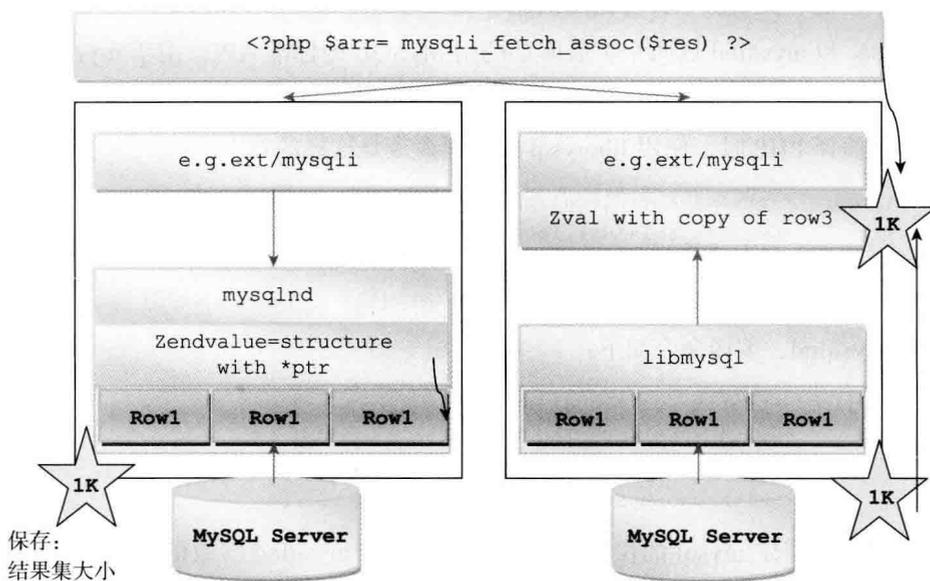 <?php $arr= mysqli_fetch_assoc($res) ?>
e.g.ext/mysqli
mysqlnd
Zendvalue=structure
with *ptr
Row1
Row1
Row1
1K
MySQL Server
保存:
结果集大小
e.g.ext/mysqli
Zval with copy of row3
1K
libmysql
Row1
Row1
Row1
1K
MySQL Server